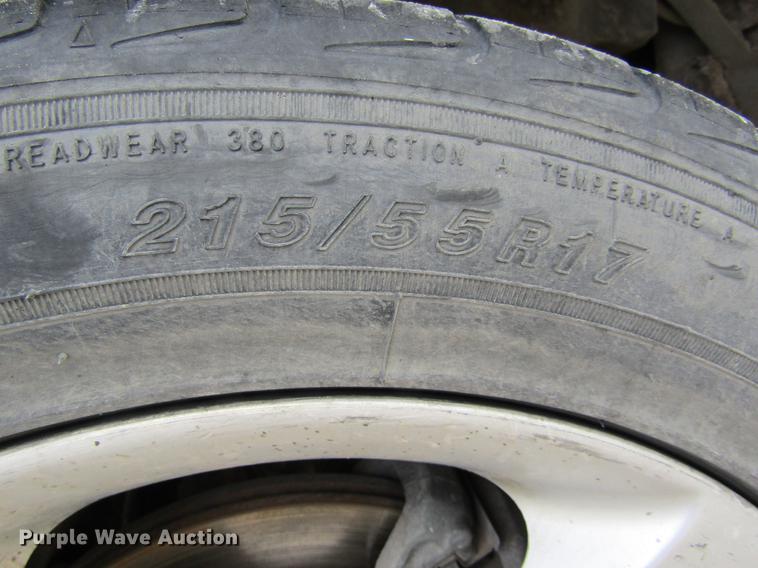 READWEAR 380 TRACTION A TEMPERATURE A
215/55R17
Purple Wave Auction